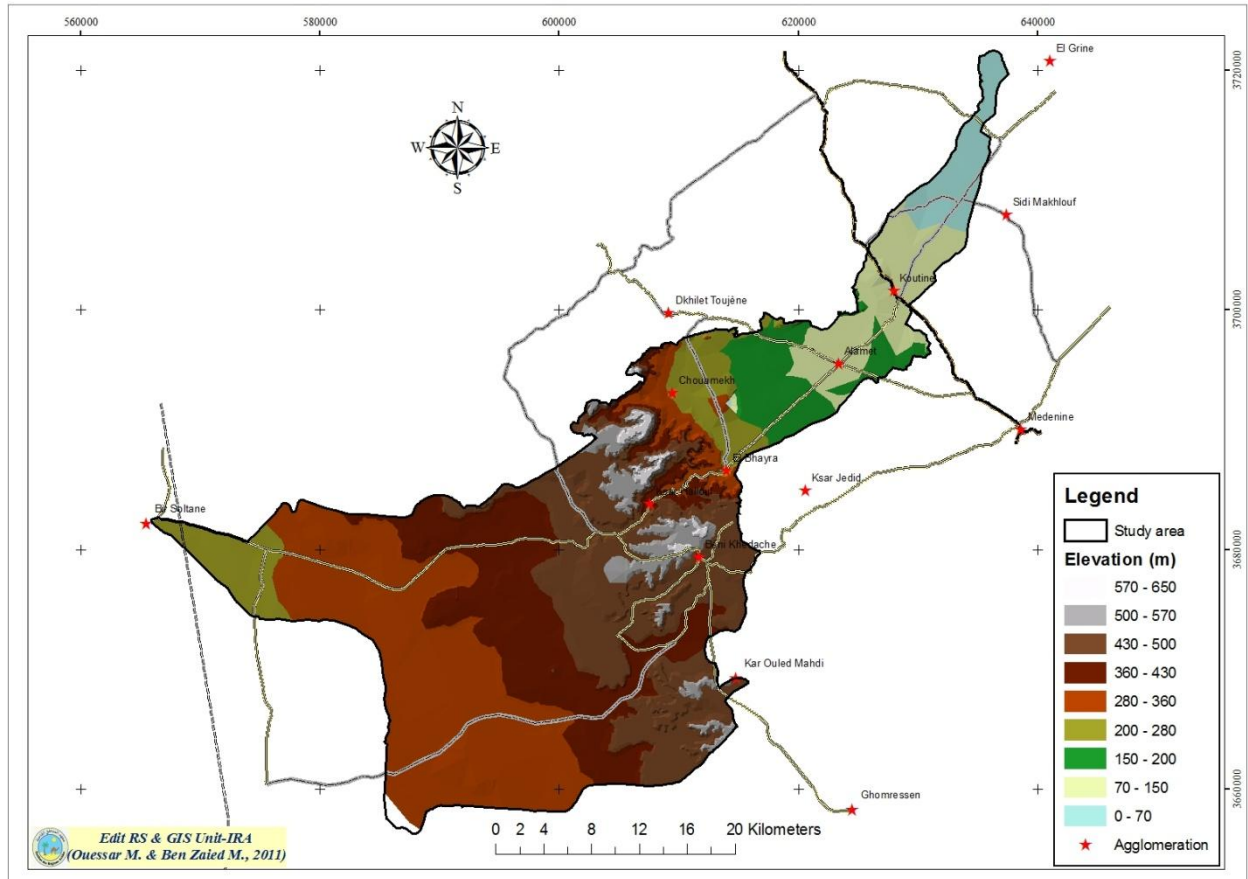 560000
580000
600000
620000
640000
El Grine
3720000
N
W
E
S
Sidi Makhlouf
Koutine
Dkhilet Toujéne
3700000
Alamet
Chouamekh
Medenine
El Bhayra
Ksar Jedid
Bir Soltane
Beni Khedache
3680000
Kar Ouled Mahdi
Ghomressen
3660000
Legend
Study area
Elevation (m)
570 - 650
500 - 570
430 - 500
360 - 430
280 - 360
200 - 280
150 - 200
70 - 150
0 - 70
Agglomeration
0 2 4 8 12 16 20 Kilometers
Edit RS & GIS Unit-IRA
(Ouessar M. & Ben Zaied M., 2011)